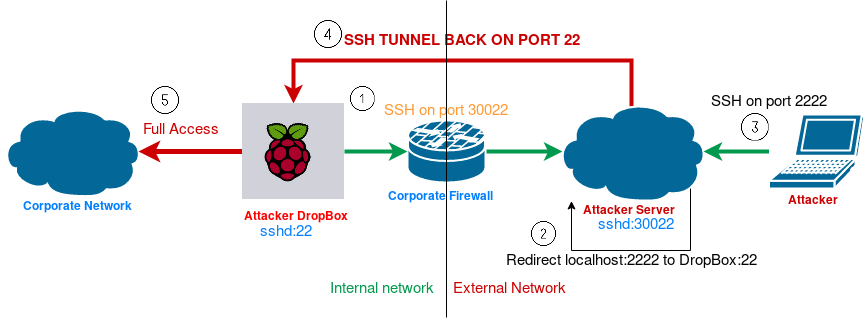 4
SSH TUNNEL BACK ON PORT 22
5
Full Access
1
SSH on port 30022
SSH on port 2222
3
Corporate Network
Attacker DropBox
sshd:22
Corporate Firewall
Attacker Server
sshd:30022
Attacker
2
Redirect localhost:2222 to DropBox:22
Internal network
External Network